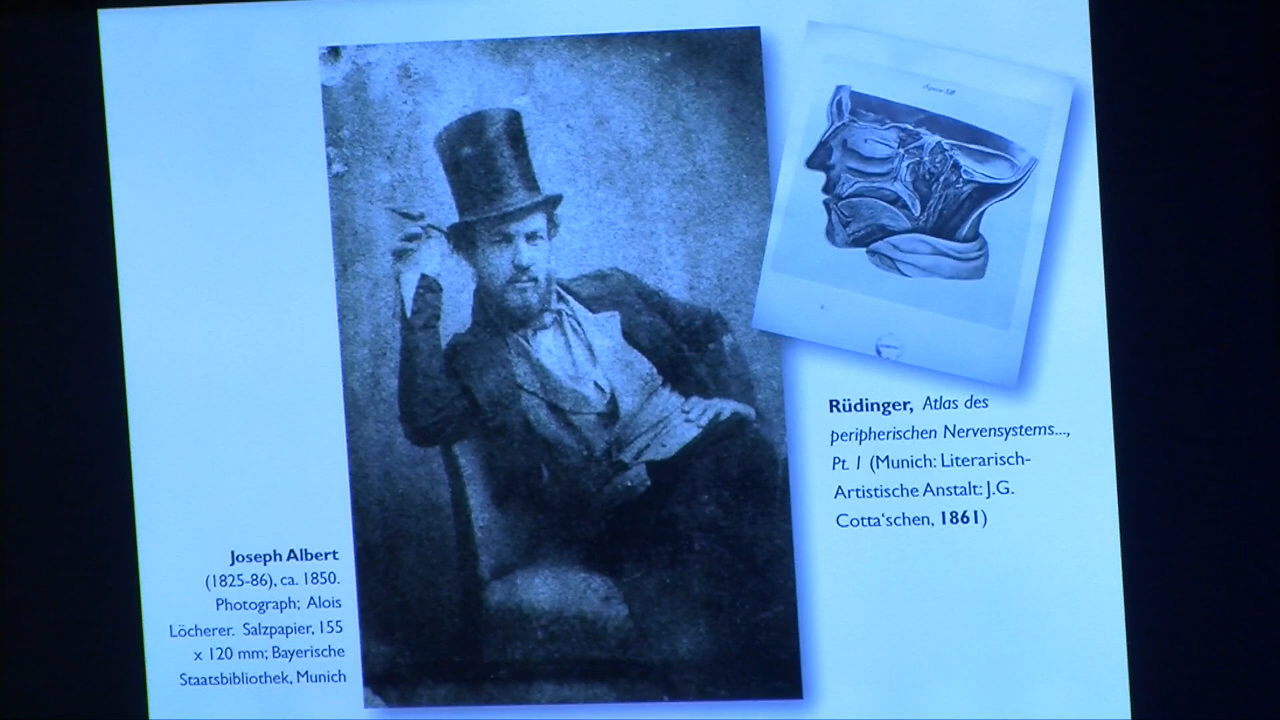 Joseph Albert
(1825-86), ca. 1850.
Photograph; Alois
Löcherer. Salzpapier, 155
x 120 mm; Bayerische
Staatsbibliothek, Munich
Rüdinger, Atlas des
peripherischen Nervensystems...,
Pt. 1 (Munich: Literarisch-
Artistische Anstalt: J.G.
Cotta'schen, 1861)